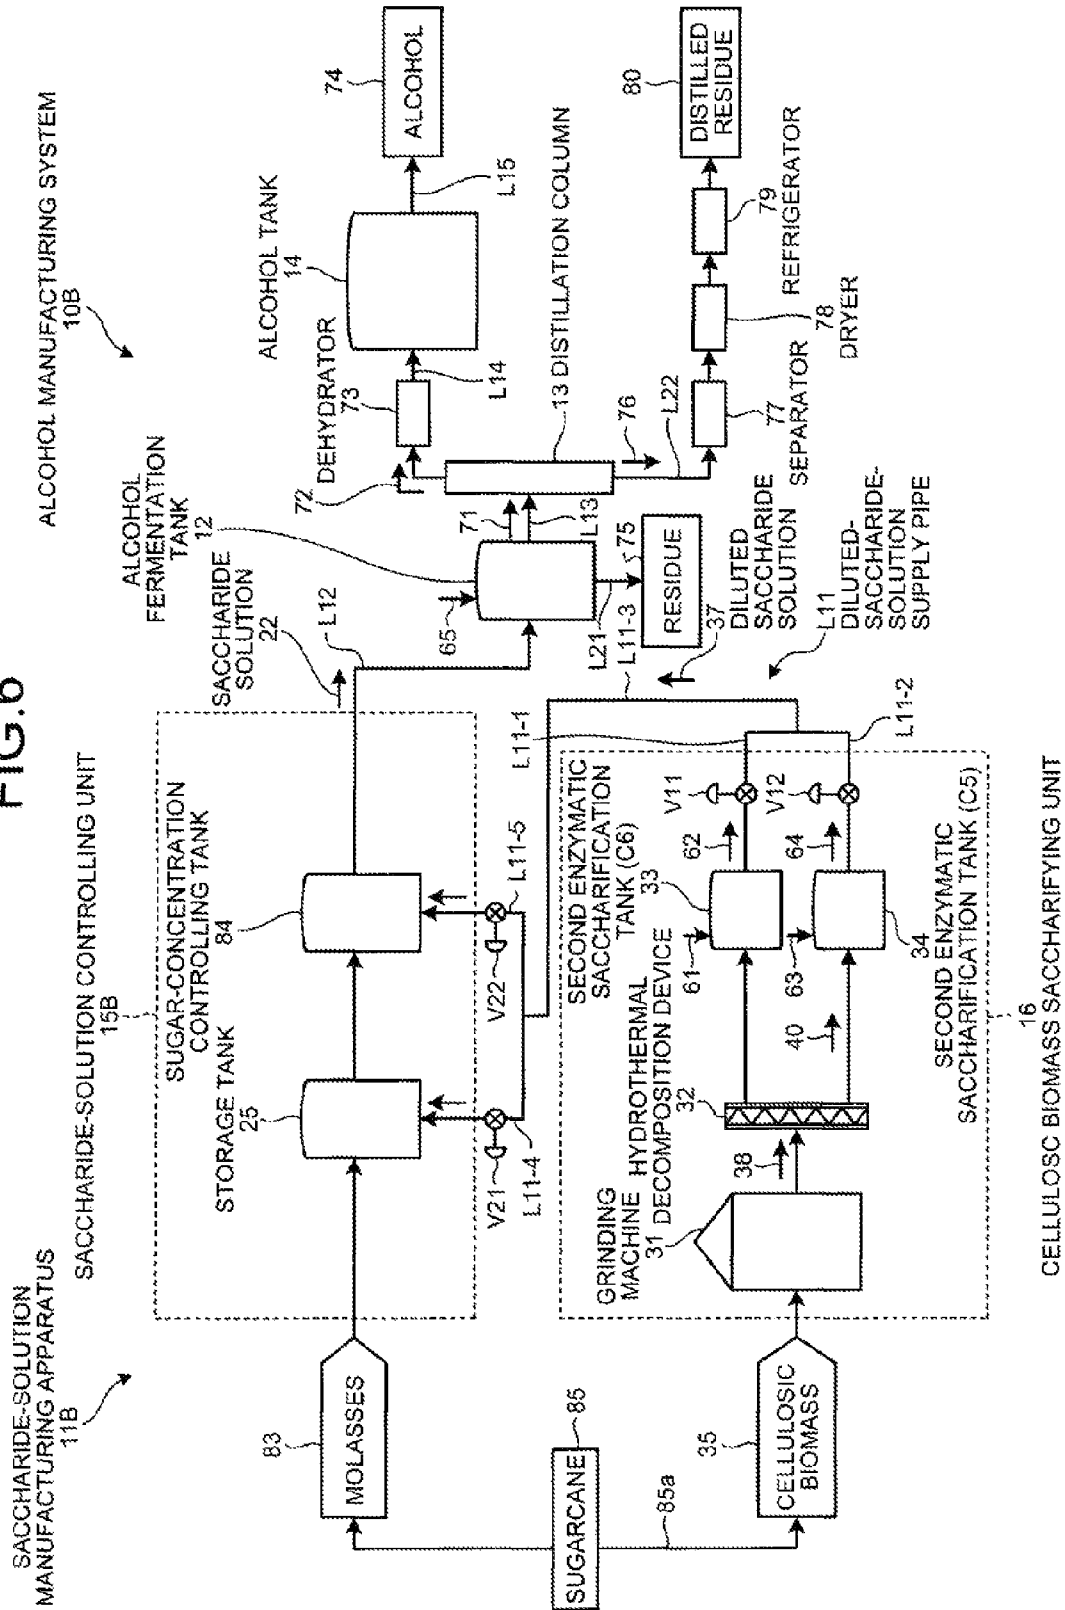 FIG.6
SACCHARIDE-SOLUTION
MANUFACTURING APPARATUS
11B
ALCOHOL MANUFACTURING SYSTEM
10B
SACCHARIDE-SOLUTION CONTROLLING UNIT
15B
SUGAR-CONCENTRATION
CONTROLLING TANK
84
STORAGE TANK
25
SACCHARIDE
SOLUTION
22
L12
ALCOHOL
FERMENTATION
TANK
12
65
71
L13
72
DEHYDRATOR
73
L14
ALCOHOL TANK
14
L15
74
ALCOHOL
83
MOLASSES
V21
L11-4
V22
L11-5
L21
75
RESIDUE
13 DISTILLATION COLUMN
76
L22
77
SEPARATOR
78
DRYER
79
REFRIGERATOR
80
DISTILLED
RESIDUE
85
SUGARCANE
85a
35
CELLULOSIC
BIOMASS
GRINDING
MACHINE
31
38
HYDROTHERMAL
DECOMPOSITION DEVICE
32
40
SECOND ENZYMATIC
SACCHARIFICATION
TANK (C6)
33
61
62
V11
63
64
V12
34
SECOND ENZYMATIC
SACCHARIFICATION TANK (C5)
L11-1
L11-2
L11-3
37
DILUTED
SACCHARIDE
SOLUTION
L11
DILUTED-
SACCHARIDE-
SOLUTION
SUPPLY PIPE
16
CELLULOSC BIOMASS SACCHARIFYING UNIT